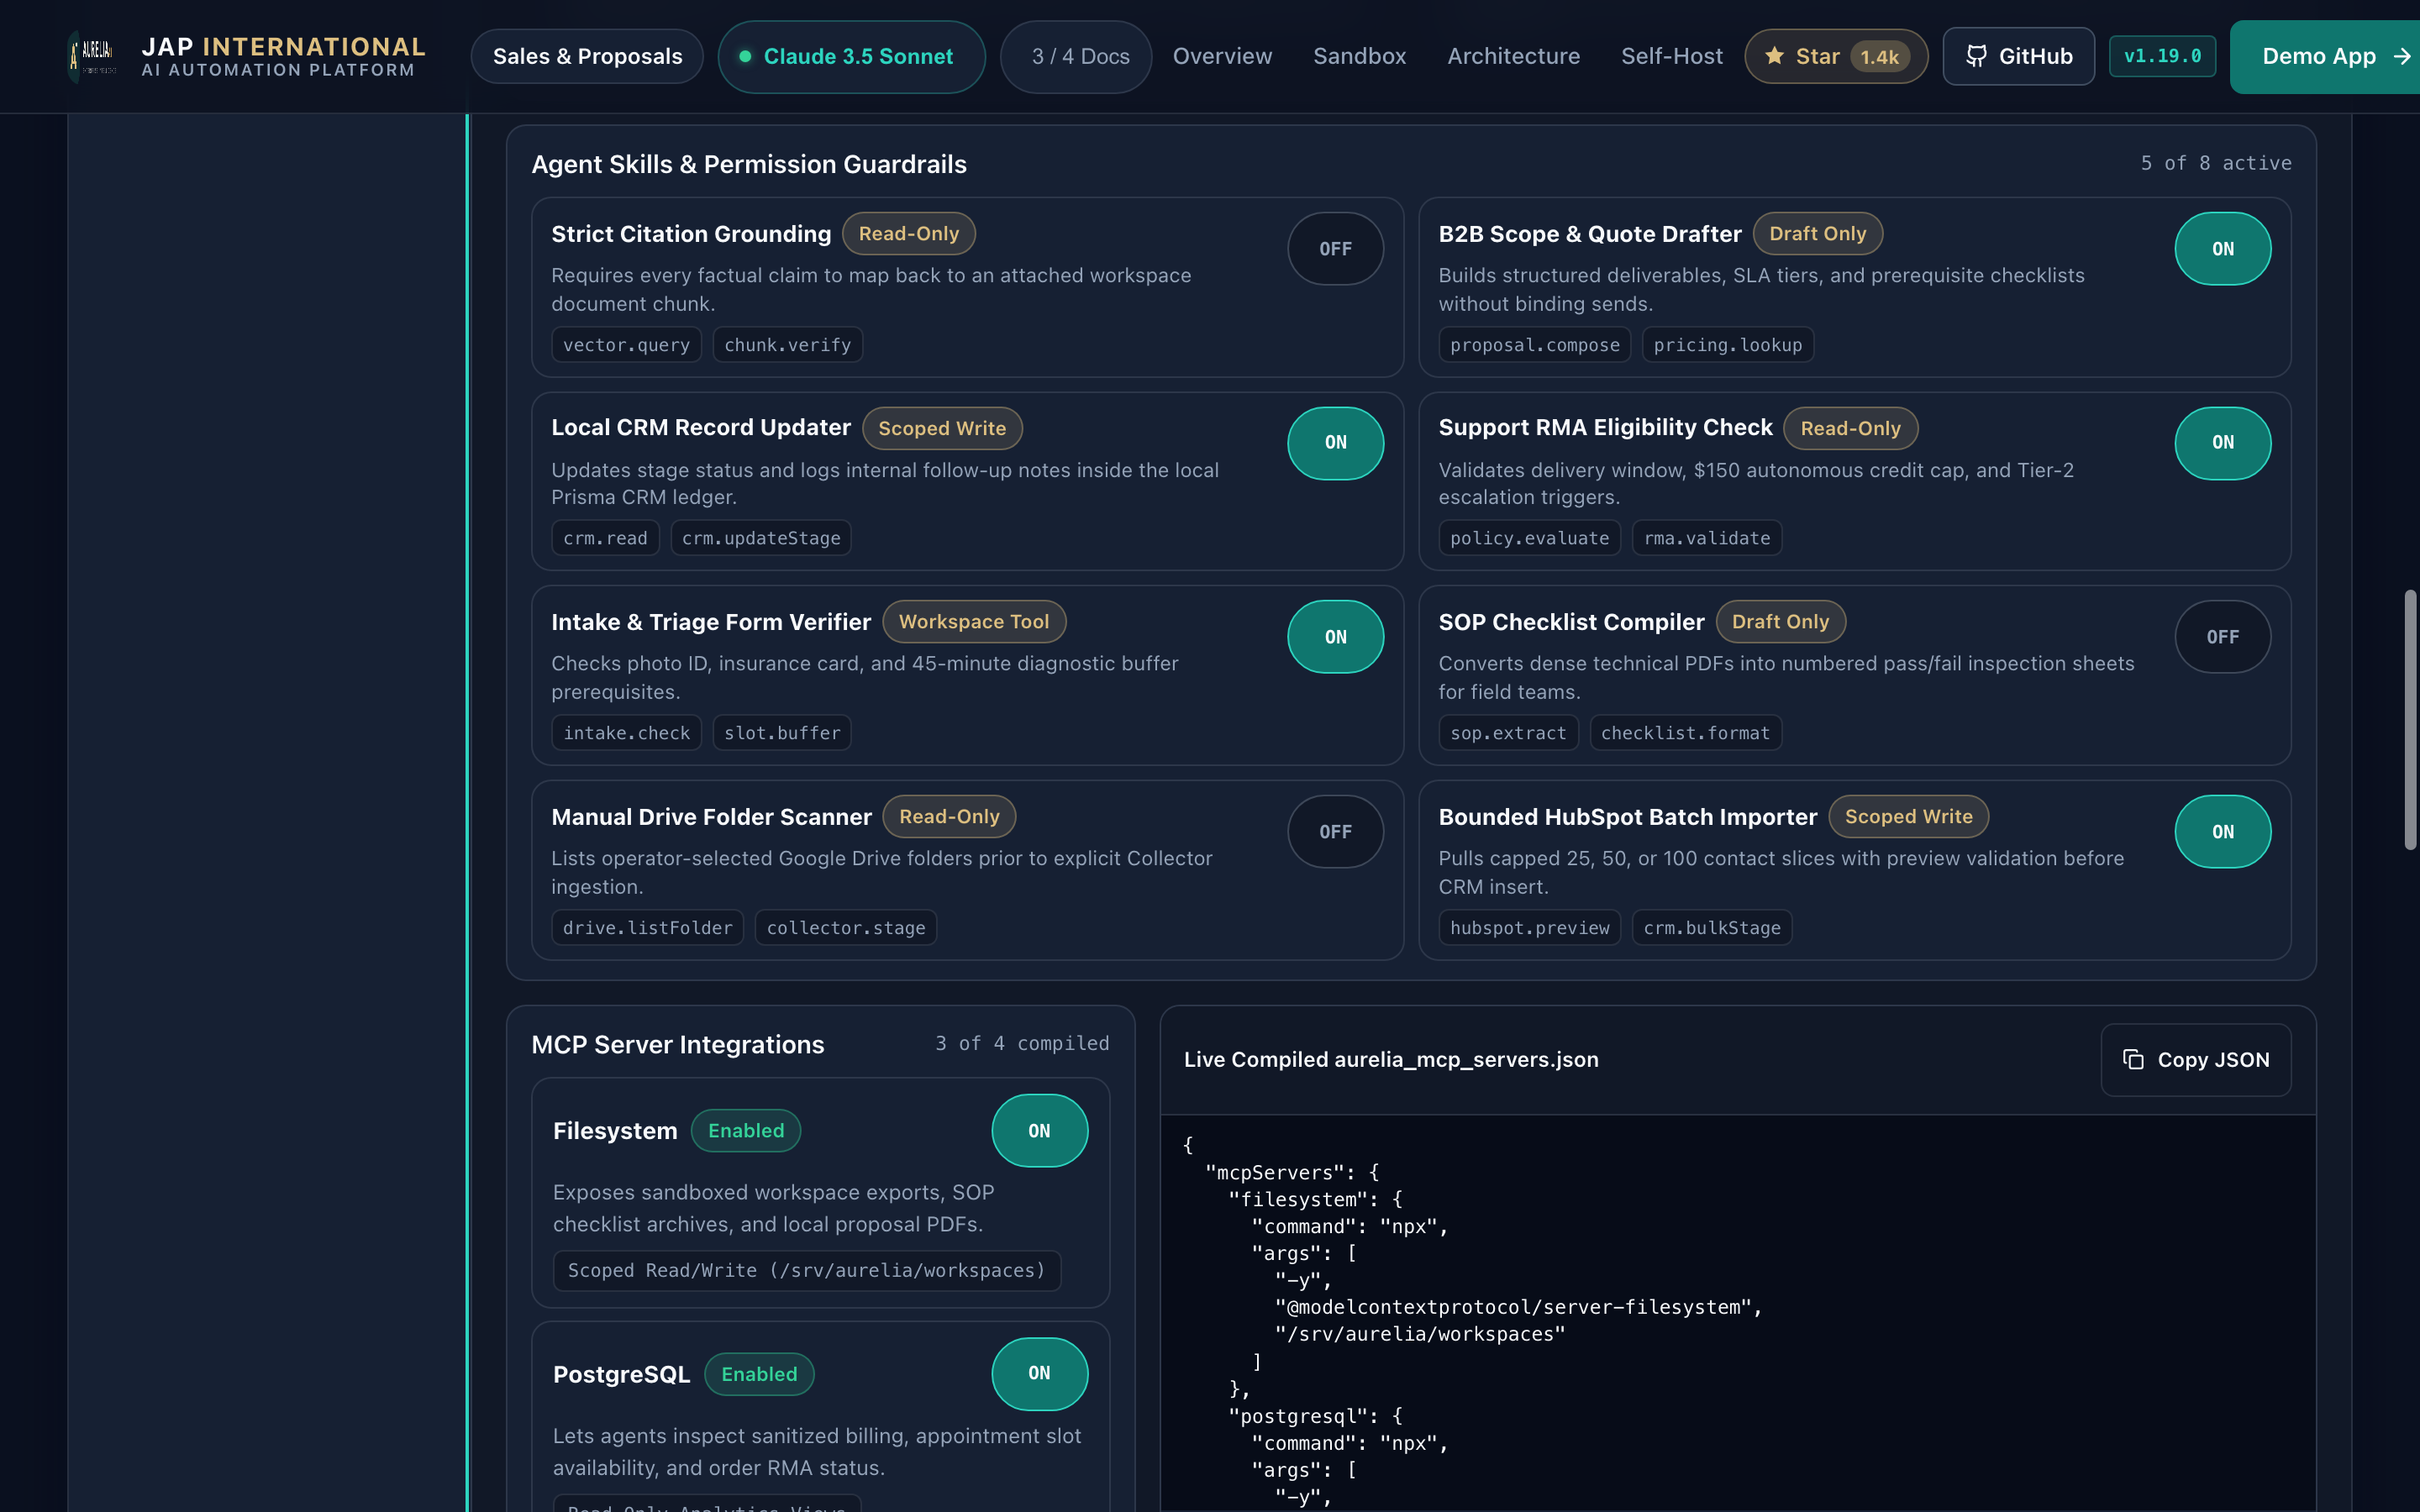 AURELIA
JAP INTERNATIONAL
AI AUTOMATION PLATFORM
Sales & Proposals
Claude 3.5 Sonnet
3 / 4 Docs
Overview
Sandbox
Architecture
Self-Host
Star 1.4k
GitHub
v1.19.0
Demo App →
Agent Skills & Permission Guardrails
5 of 8 active
Strict Citation Grounding Read-Only
OFF
Requires every factual claim to map back to an attached workspace
document chunk.
vector.query chunk.verify
B2B Scope & Quote Drafter Draft Only
ON
Builds structured deliverables, SLA tiers, and prerequisite checklists
without binding sends.
proposal.compose pricing.lookup
Local CRM Record Updater Scoped Write
ON
Updates stage status and logs internal follow-up notes inside the local
Prisma CRM ledger.
crm.read crm.updateStage
Support RMA Eligibility Check Read-Only
ON
Validates delivery window, $150 autonomous credit cap, and Tier-2
escalation triggers.
policy.evaluate rma.validate
Intake & Triage Form Verifier Workspace Tool
ON
Checks photo ID, insurance card, and 45-minute diagnostic buffer
prerequisites.
intake.check slot.buffer
SOP Checklist Compiler Draft Only
OFF
Converts dense technical PDFs into numbered pass/fail inspection sheets
for field teams.
sop.extract checklist.format
Manual Drive Folder Scanner Read-Only
OFF
Lists operator-selected Google Drive folders prior to explicit Collector
ingestion.
drive.listFolder collector.stage
Bounded HubSpot Batch Importer Scoped Write
ON
Pulls capped 25, 50, or 100 contact slices with preview validation before
CRM insert.
hubspot.preview crm.bulkStage
MCP Server Integrations
3 of 4 compiled
Filesystem Enabled
ON
Exposes sandboxed workspace exports, SOP
checklist archives, and local proposal PDFs.
Scoped Read/Write (/srv/aurelia/workspaces)
PostgreSQL Enabled
ON
Lets agents inspect sanitized billing, appointment slot
availability, and order RMA status.
Read-Only Analytics Views
Live Compiled aurelia_mcp_servers.json
Copy JSON
{
"mcpServers": {
"filesystem": {
"command": "npx",
"args": [
"-y",
"@modelcontextprotocol/server-filesystem",
"/srv/aurelia/workspaces"
]
},
"postgresql": {
"command": "npx",
"args": [
"-y",